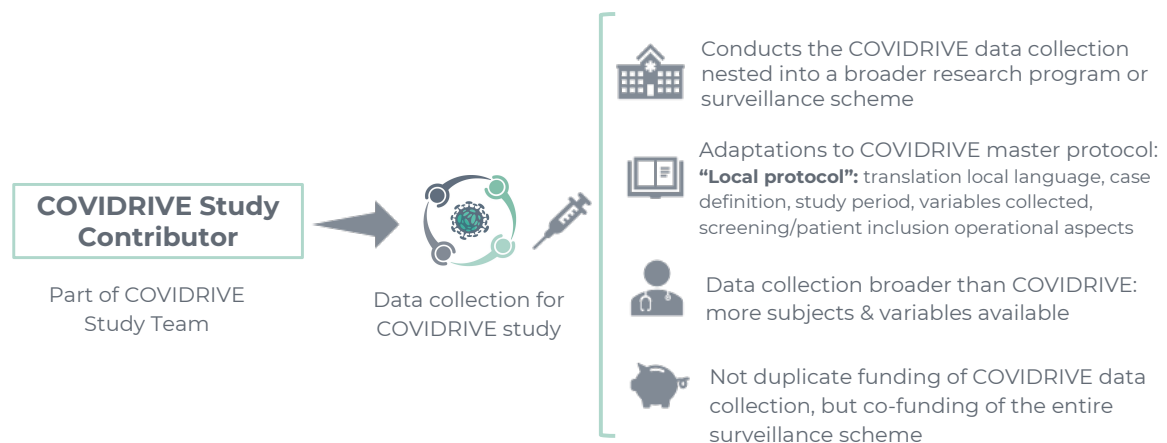 COVIDRIVE Study
Contributor
Part of COVIDRIVE
Study Team
Data collection for
COVIDRIVE study
Conducts the COVIDRIVE data collection
nested into a broader research program or
surveillance scheme
Adaptations to COVIDRIVE master protocol:
“Local protocol”: translation local language, case
definition, study period, variables collected,
screening/patient inclusion operational aspects
Data collection broader than COVIDRIVE:
more subjects & variables available
Not duplicate funding of COVIDRIVE data
collection, but co-funding of the entire
surveillance scheme